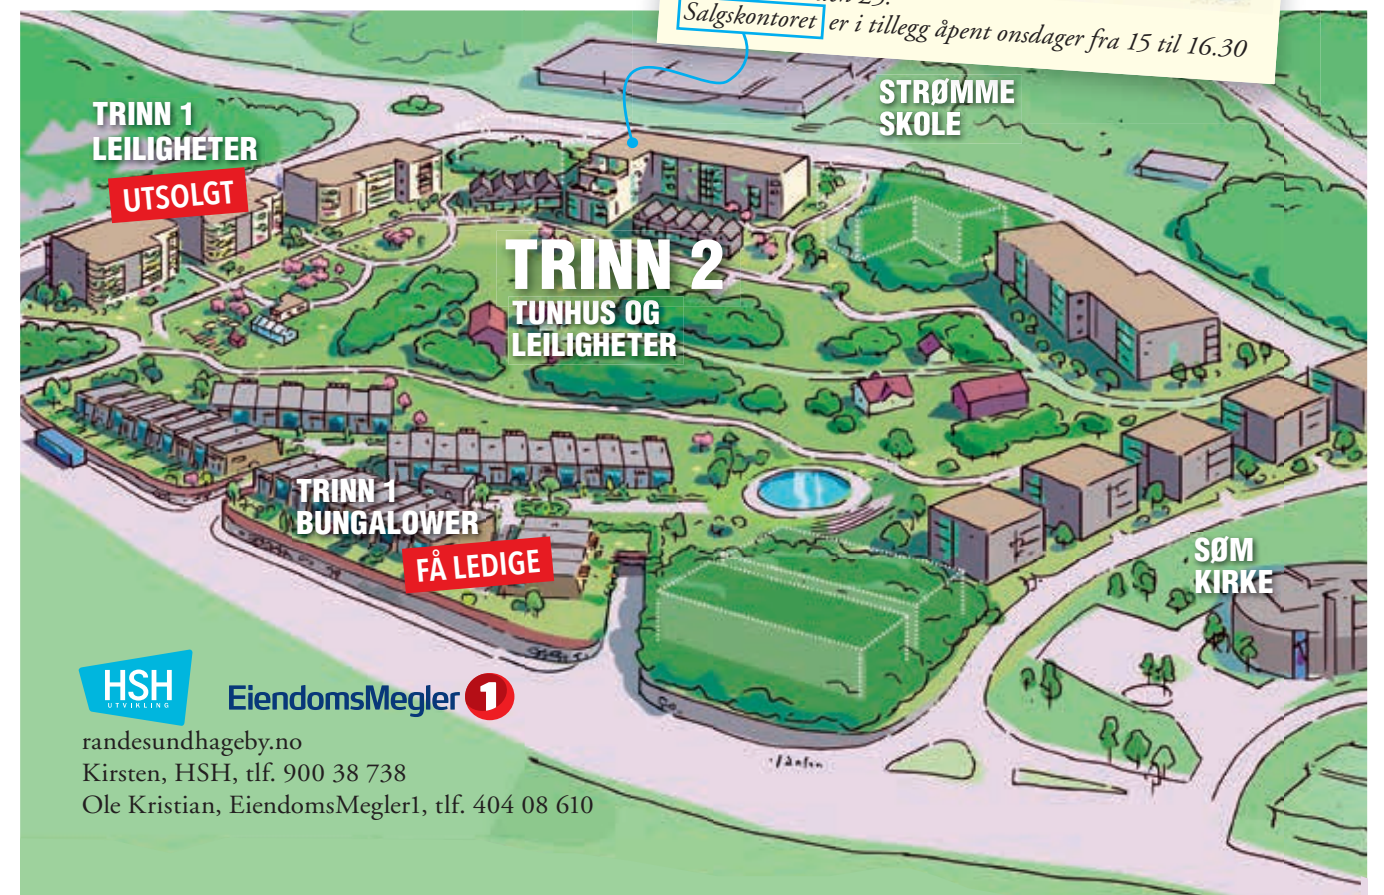 Salgskontoret er i tillegg åpent onsdager fra 15 til 16.30
STRØMME
SKOLE
TRINN 1
LEILIGHETER
UTSOLGT
TRINN 2
TUNHUS OG
LEILIGHETER
TRINN 1
BUNGALOWER
FÅ LEDIGE
SØM
KIRKE
HSH
UTVIKLING
EiendomsMegler 1
randesundhageby.no
Kirsten, HSH, tlf. 900 38 738
Ole Kristian, EiendomsMegler1, tlf. 404 08 610